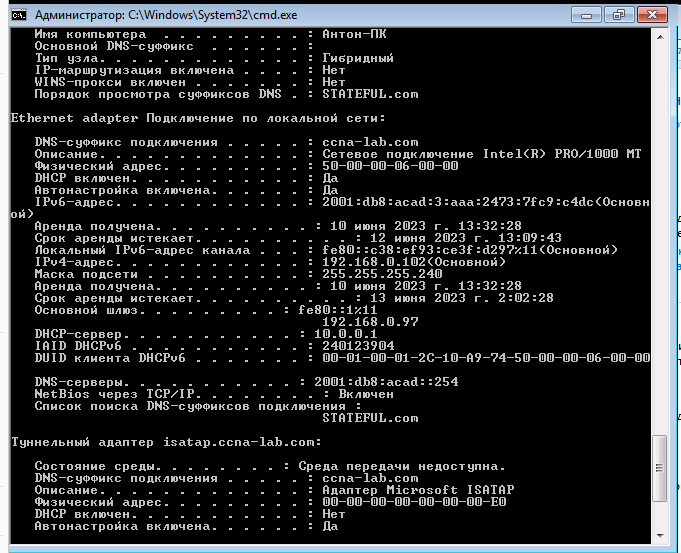 Администратор: C:\Windows\System32\cmd.exe
Имя компьютера . . . . . . . . . : Антон-ПК
Основной DNS-суффикс . . . . . . :
Тип узла. . . . . . . . . . . . . : Гибридный
IP-маршрутизация включена . . . . : Нет
WINS-прокси включен . . . . . . . : Нет
Порядок просмотра суффиксов DNS . : STATEFUL.com
Ethernet adapter Подключение по локальной сети:
DNS-суффикс подключения . . . . . : ccna-lab.com
Описание. . . . . . . . . . . . . : Сетевое подключение Intel(R) PRO/1000 MT
Физический адрес. . . . . . . . . : 50-00-00-06-00-00
DHCP включен. . . . . . . . . . . : Да
Автонастройка включена. . . . . . : Да
IPv6-адрес. . . . . . . . . . . . : 2001:db8:acad:3:aaa:2473:7fc9:c4dc(Основн
ой)
Аренда получена. . . . . . . . . . : 10 июня 2023 г. 13:32:28
Срок аренды истекает. . . . . . . . . . : 12 июня 2023 г. 13:09:43
Локальный IPv6-адрес канала . . . : fe80::c38:ef93:ce3f:d297%11(Основной)
IPv4-адрес. . . . . . . . . . . . : 192.168.0.102(Основной)
Маска подсети . . . . . . . . . . : 255.255.255.240
Аренда получена. . . . . . . . . . : 10 июня 2023 г. 13:32:28
Срок аренды истекает. . . . . . . . . . : 13 июня 2023 г. 2:02:28
Основной шлюз. . . . . . . . . : fe80::1%11
192.168.0.97
DHCP-сервер. . . . . . . . . . . : 10.0.0.1
IAID DHCPv6 . . . . . . . . . . . : 240123904
DUID клиента DHCPv6 . . . . . . . : 00-01-00-01-2C-10-A9-74-50-00-00-06-00-00
DNS-серверы. . . . . . . . . . . : 2001:db8:acad::254
NetBios через TCP/IP. . . . . . . . : Включен
Список поиска DNS-суффиксов подключения :
STATEFUL.com
Туннельный адаптер isatap.ccna-lab.com:
Состояние среды. . . . . . . . : Среда передачи недоступна.
DNS-суффикс подключения . . . . . : ccna-lab.com
Описание. . . . . . . . . . . . . : Адаптер Microsoft ISATAP
Физический адрес. . . . . . . . . : 00-00-00-00-00-00-00-E0
DHCP включен. . . . . . . . . . . : Нет
Автонастройка включена. . . . . . : Да